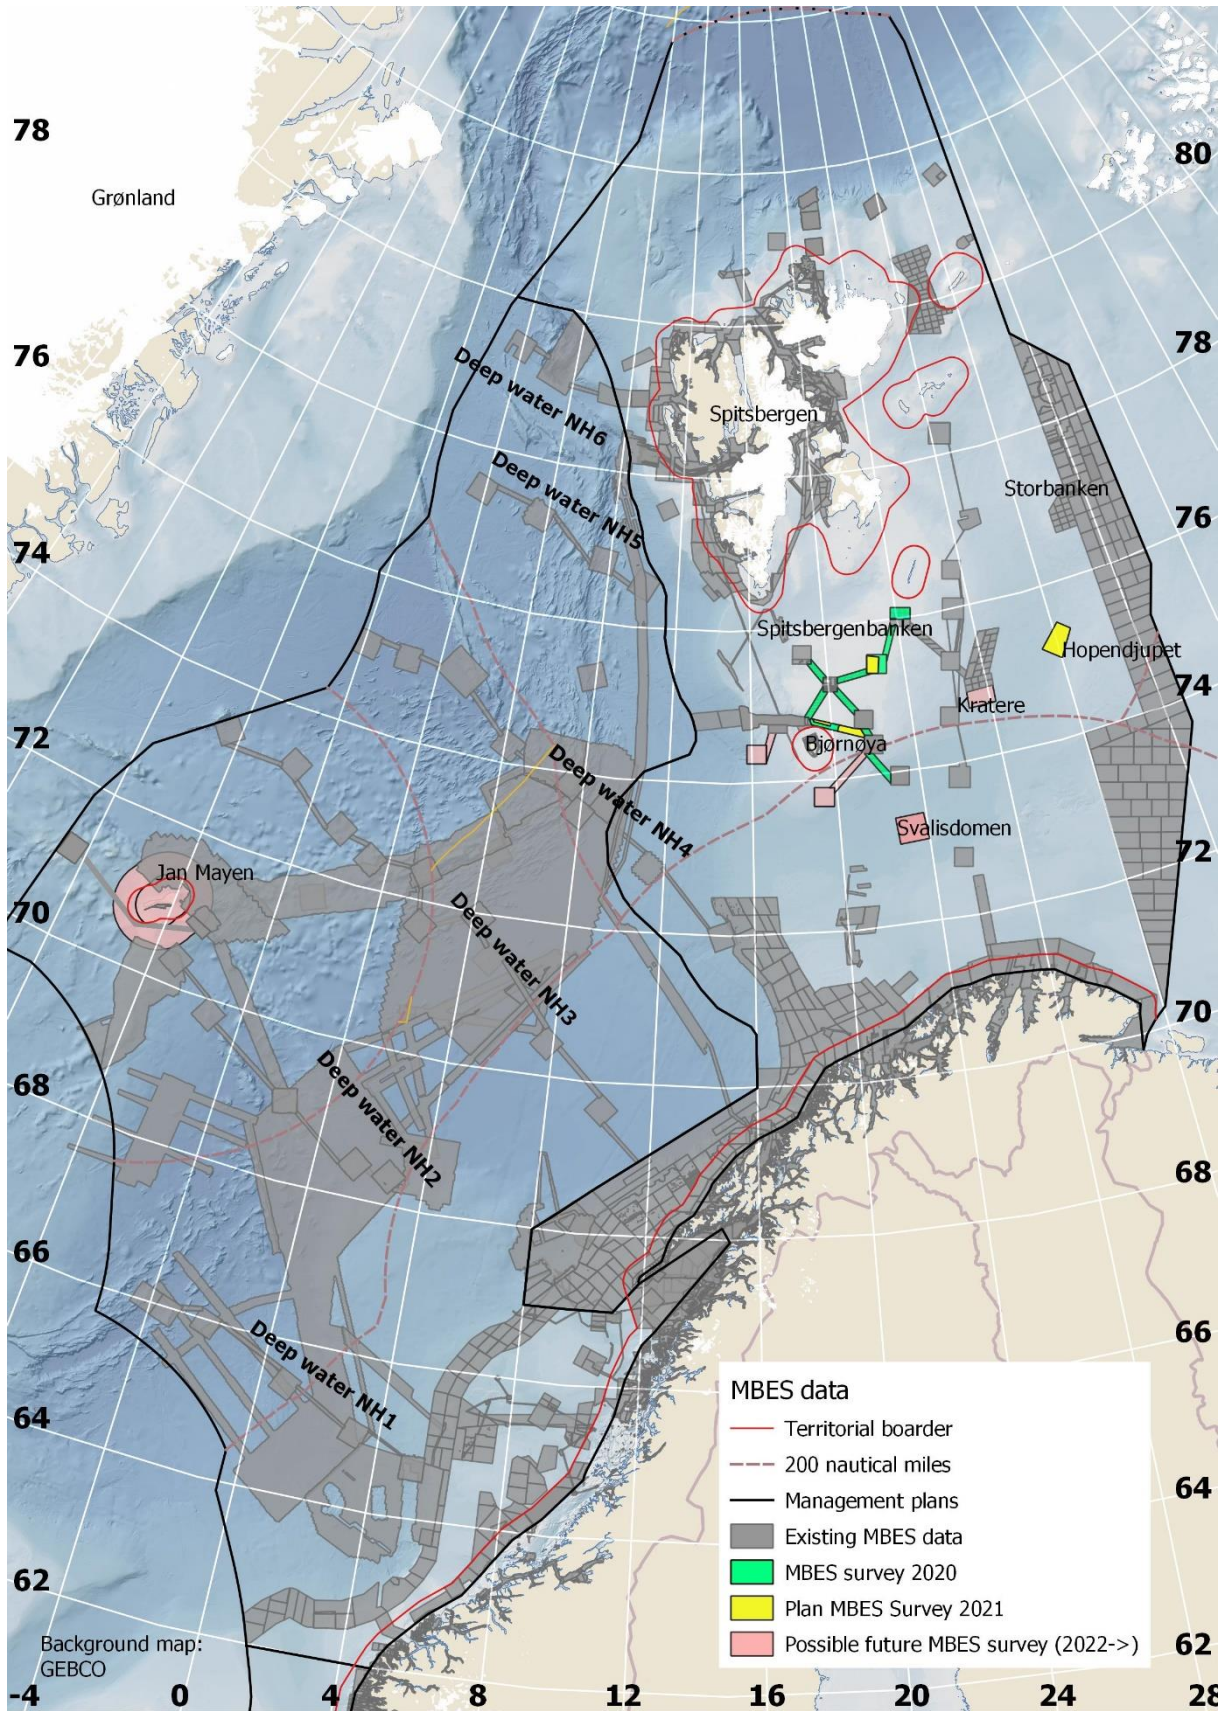 78
Grønland
80
76
78
Deep water NH6
Spitsbergen
Deep water NH5
Storbanken
76
74
Spitsbergenbanken
Hopendjupet
74
Kratere
72
Bjørnøya
Deep water NH4
Svalisdomen
72
Jan Mayen
70
Deep water NH3
70
68
Deep water NH2
68
66
66
Deep water NH1
64
MBES data
Territorial boarder
200 nautical miles
Management plans
Existing MBES data
MBES survey 2020
Plan MBES Survey 2021
Possible future MBES survey (2022->)
64
62
62
Background map:
GEBCO
-4 0 4 8 12 16 20 24 28